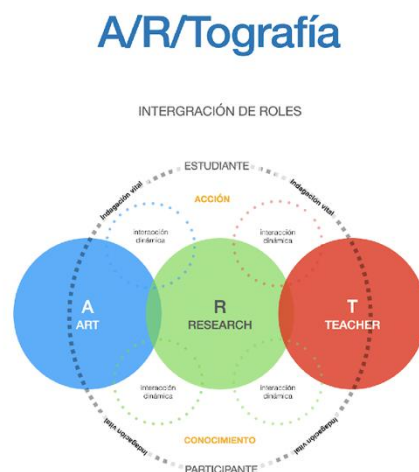 A/R/Tografía
INTERGRACIÓN DE ROLES
ESTUDIANTE
Indagación vital
Indagación vital
ACCIÓN
interacción
dinámica
interacción
dinámica
A
ART
R
RESEARCH
T
TEACHER
interacción
dinámica
interacción
dinámica
Indagación vital
Indagación vital
CONOCIMIENTO
PARTICIPANTE